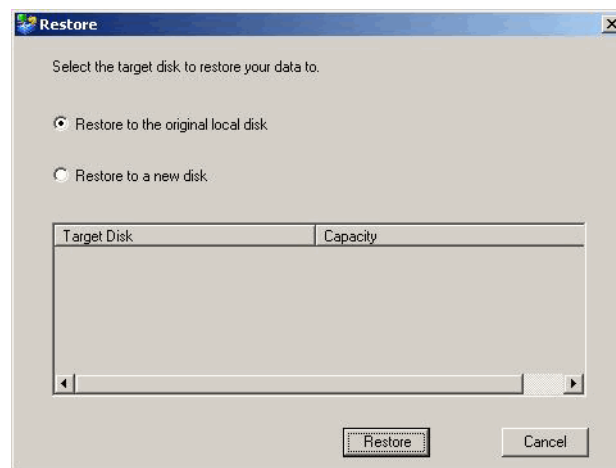 Restore
Select the target disk to restore your data to.
Restore to the original local disk
Restore to a new disk
Target Disk Capacity
Restore Cancel